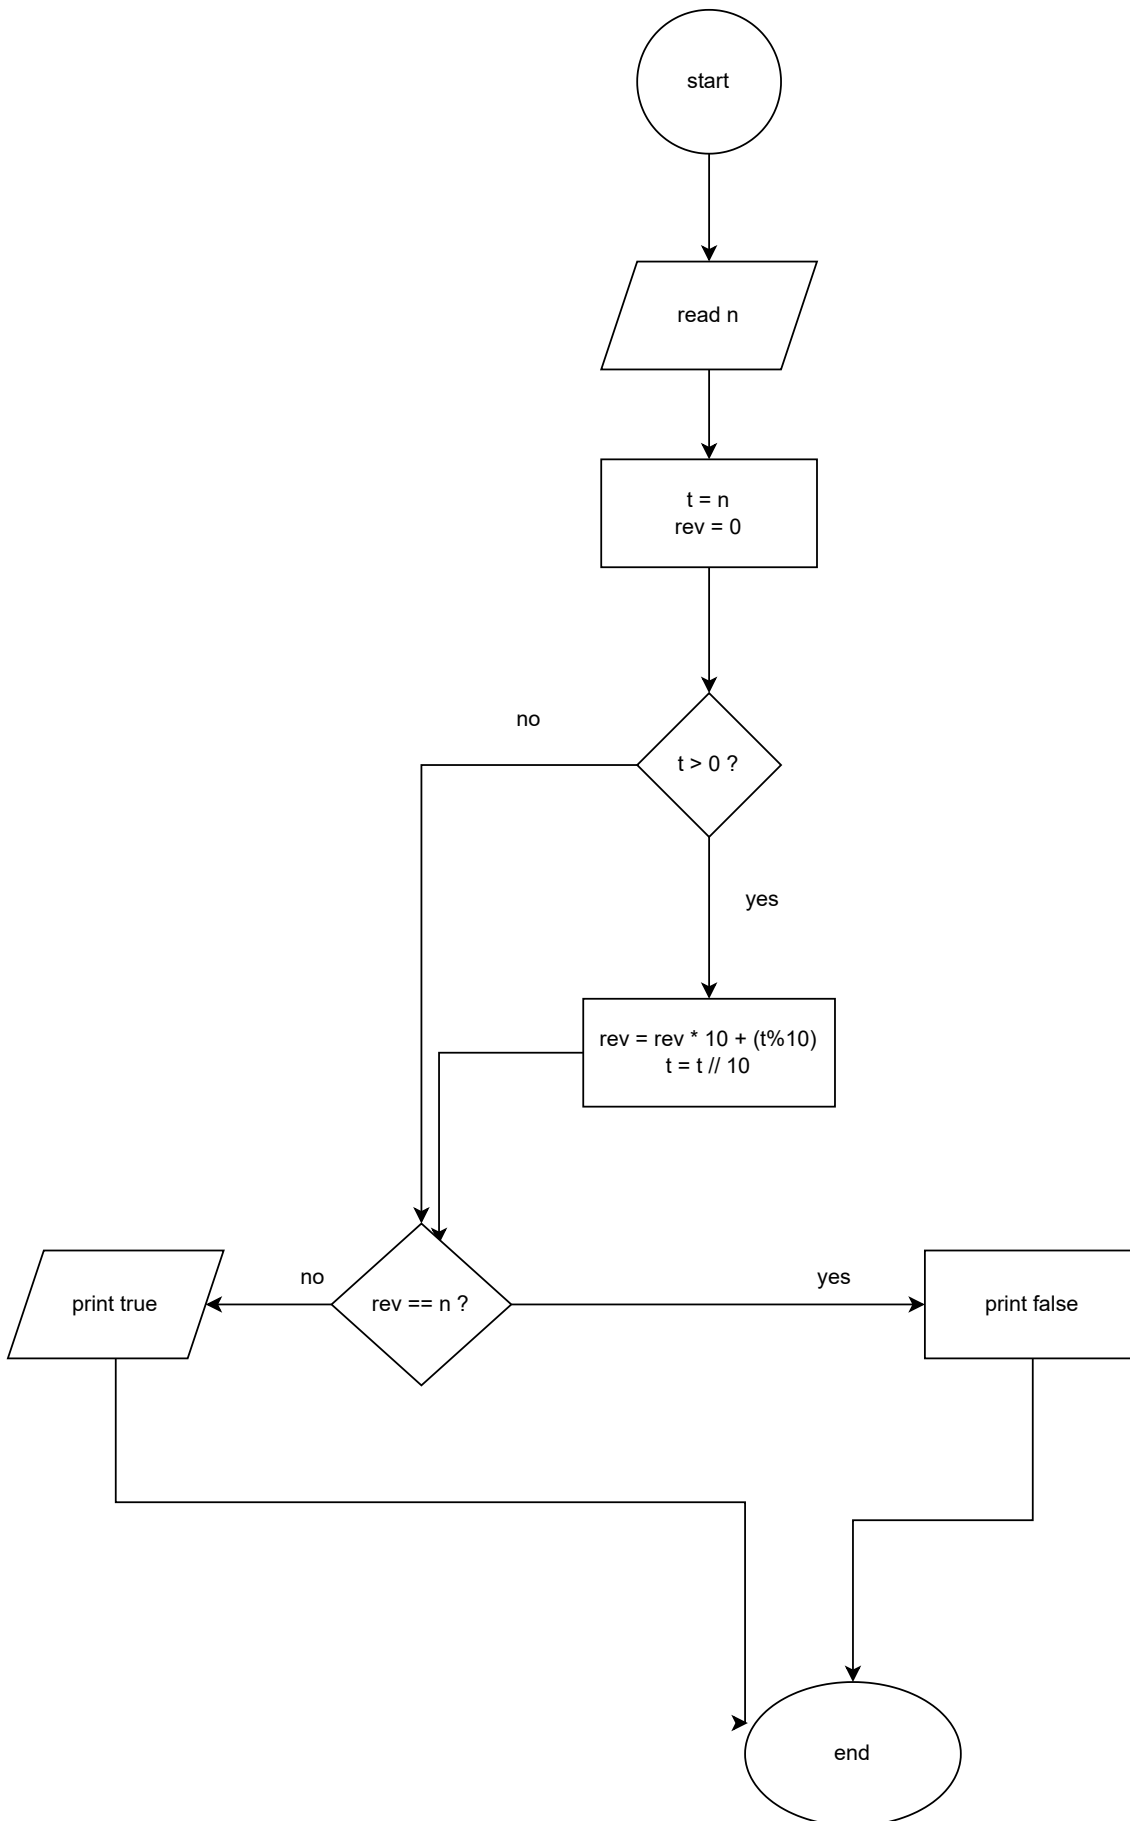 start
read n
t = n
rev = 0
no
t > 0 ?
yes
rev = rev * 10 + (t%10)
t = t // 10
no
yes
print true
rev == n ?
print false
end